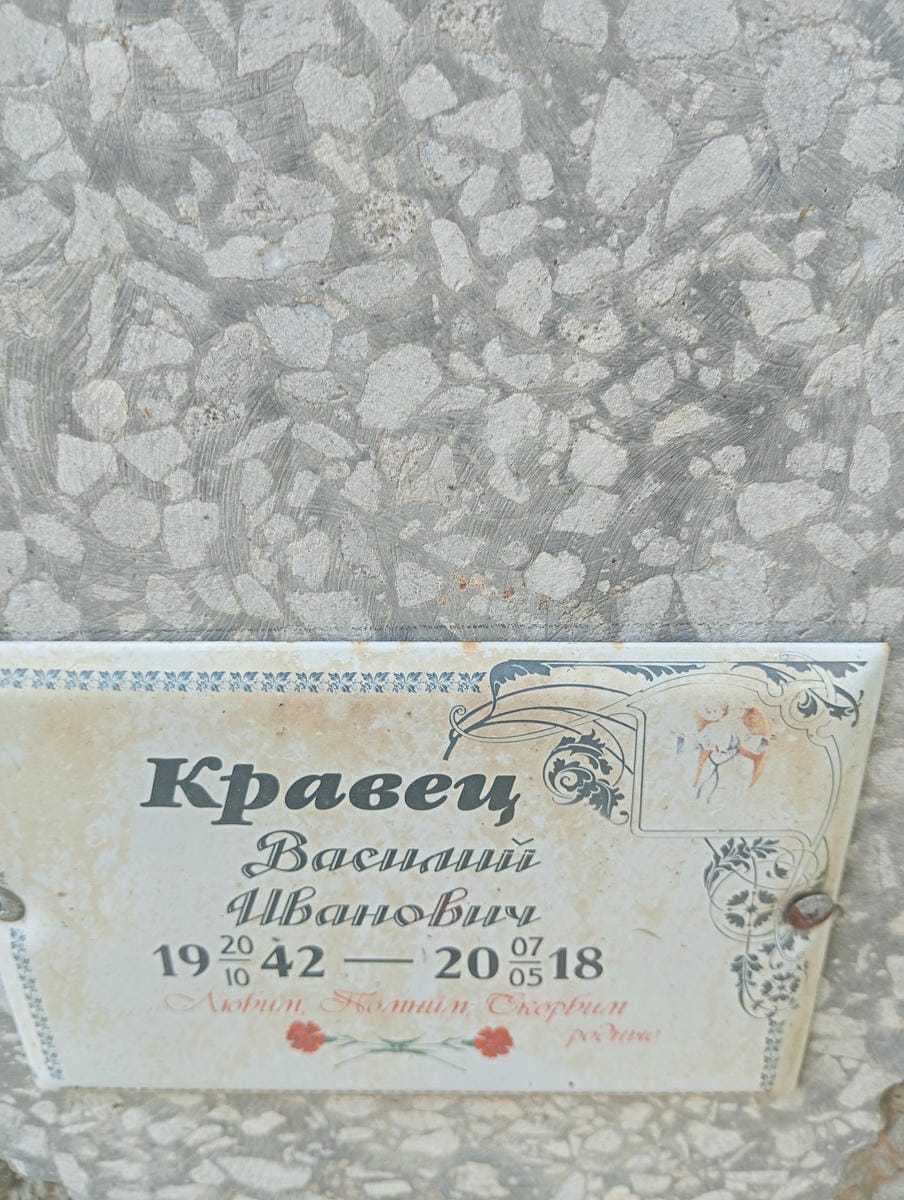 Кравец
Василий
Иванович
19 20/10 42 — 20 07/05 18
Любим, Помним, Скорбим
родные